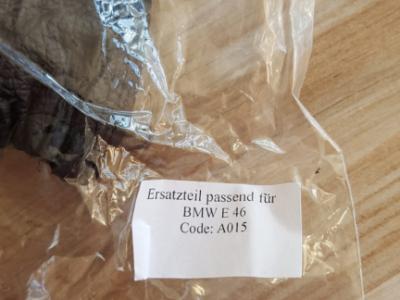 Ersatzteil passend für
BMW E 46
Code: A015